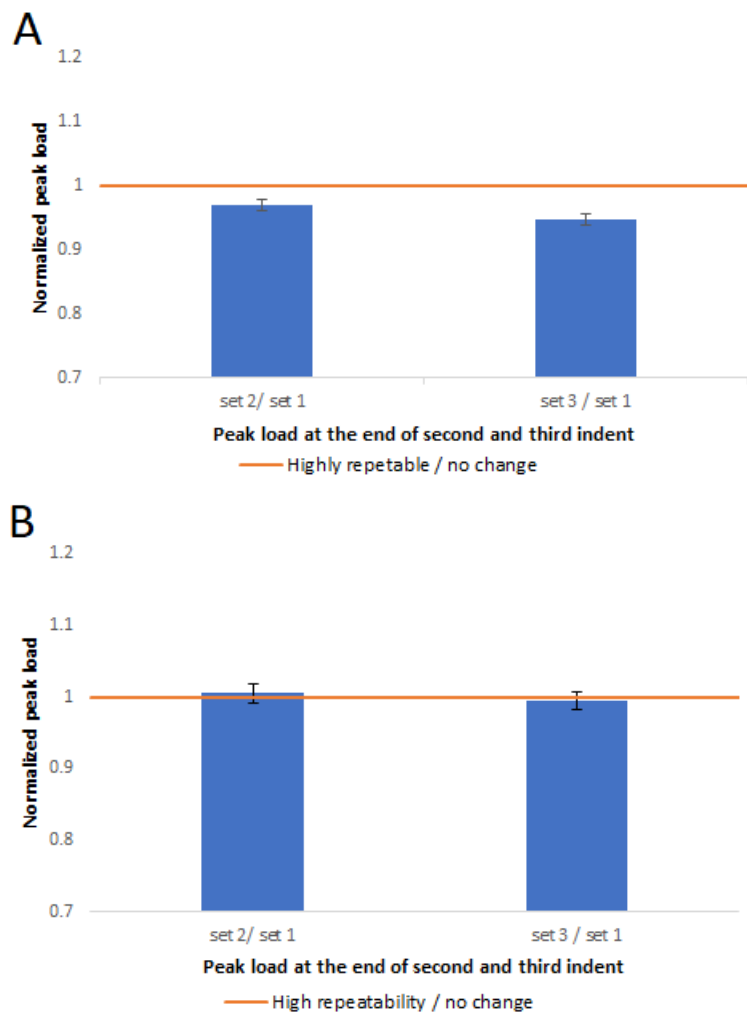 A
1.2
1.1
1
0.9
0.8
0.7
Normalized peak load
set 2/ set 1
set 3 / set 1
Peak load at the end of second and third indent
Highly repetable / no change
B
1.2
1.1
1
0.9
0.8
0.7
Normalized peak load
set 2/ set 1
set 3 / set 1
Peak load at the end of second and third indent
High repeatability / no change